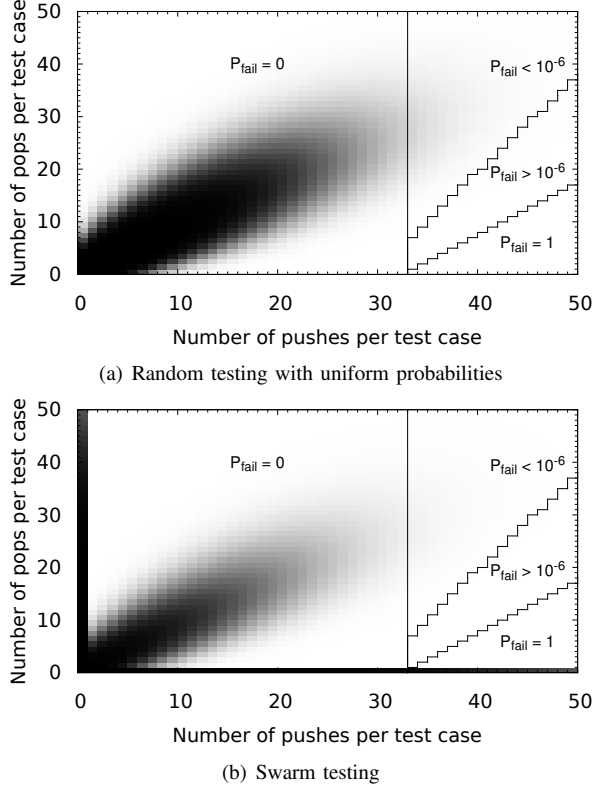 50
40
30
20
10
0
Number of pops per test case
P_fail = 0
P_fail < 10^-6
P_fail > 10^-6
P_fail = 1
0 10 20 30 40 50
Number of pushes per test case
(a) Random testing with uniform probabilities
50
40
30
20
10
0
Number of pops per test case
P_fail = 0
P_fail < 10^-6
P_fail > 10^-6
P_fail = 1
0 10 20 30 40 50
Number of pushes per test case
(b) Swarm testing